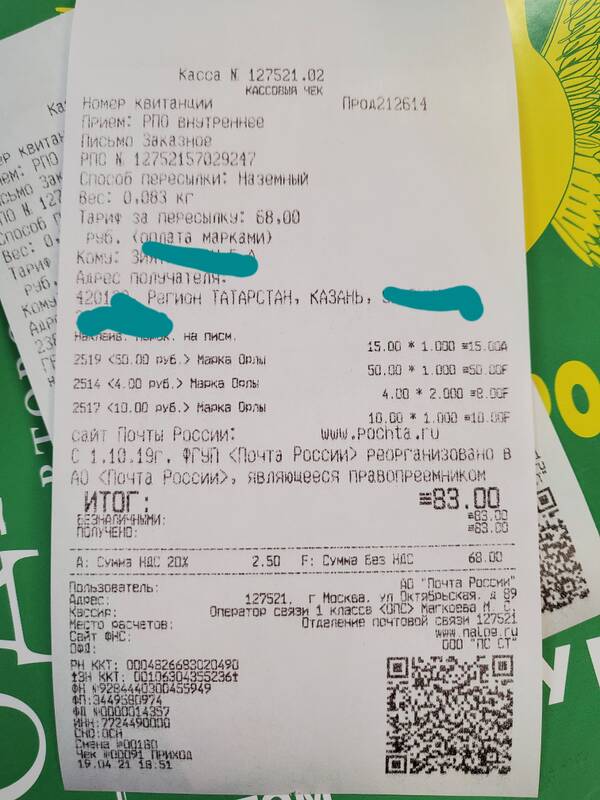 Касса N 127521.02
КАССОВЫЙ ЧЕК
Номер квитанции Прод212614
Прием: РПО внутреннее
Письмо Заказное
РПО N 12752157029247
Способ пересылки: Наземный
Вес: 0,083 кг
Тариф за пересылку: 68,00
руб. (оплата марками)
Кому:
Адрес получателя:
Регион ТАТАРСТАН, КАЗАНЬ,
на письм.
15.00 * 1.000 ≡15.00A
2519 <50.00 руб.> Марка Орлы
50.00 * 1.000 ≡50.00F
2514 <4.00 руб.> Марка Орлы
4.00 * 2.000 ≡8.00F
2517 <10.00 руб.> Марка Орлы
10.00 * 1.000 ≡10.00F
сайт Почты России: www.pochta.ru
С 1.10.19г. ФГУП <Почта России> реорганизовано в
АО <Почта России>, являющееся правопреемником
ИТОГ: ≡83.00
БЕЗНАЛИЧНЫМИ: ≡83.00
ПОЛУЧЕНО: ≡83.00
A: Сумма НДС 20% 2.50 F: Сумма Без НДС 68.00
Пользователь: АО "Почта России"
Адрес: 127521, г Москва, ул Октябрьская, д 89
Кассир: Оператор связи 1 класса (ОПС) Магкоева М. С.
Место расчетов: Отделение почтовой связи 127521
Сайт ФНС: www.nalog.ru
ОФД: ООО "ПС СТ"
РН ККТ: 0004826683020490
ЗН ККТ: 00106304355236
ФН №9284440300455949
ФП:3449580974
ФД №0000014357
ИНН:7724490000
СНО:ОСН
Смена №00180
Чек №00091 ПРИХОД
19.04.21 18:51